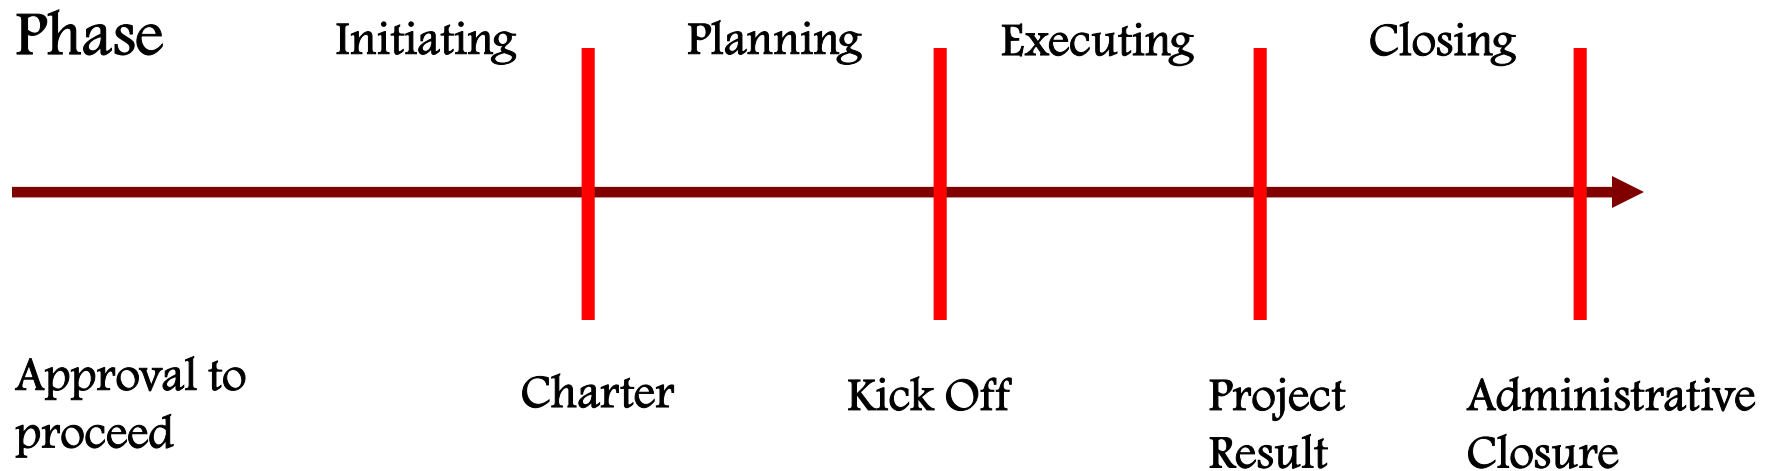 Phase
Initiating
Planning
Executing
Closing
Approval to
proceed
Charter
Kick Off
Project
Result
Administrative
Closure